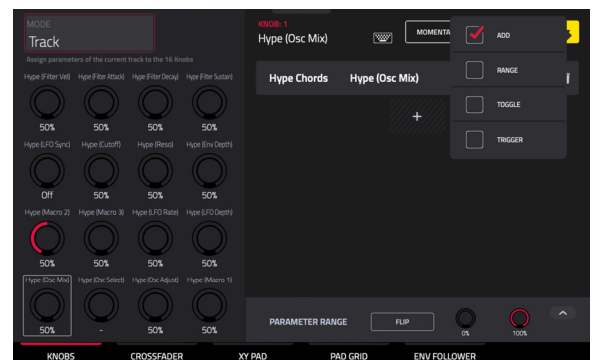 MODE
Track
Assign parameters of the current track to the 16 Knobs
Hype (Filter Vel) Hype (Filter Attack) Hype (Filter Decay) Hype (Filter Sustain)
50% 50% 50% 50%
Hype (LFO Sync) Hype (Cutoff) Hype (Reso) Hype (Env Depth)
Off 50% 50% 50%
Hype (Macro 2) Hype (Macro 3) Hype (LFO Rate) Hype (LFO Depth)
50% 50% 50% 50%
Hype (Osc Mix) Hype (Osc Select) Hype (Osc Adjust) Hype (Macro 1)
50% - 50% 50%
KNOB: 1
Hype (Osc Mix) MOMENTA
Hype Chords Hype (Osc Mix)
+
ADD
RANGE
TOGGLE
TRIGGER
PARAMETER RANGE FLIP 0% 100%
KNOBS CROSSFADER XY PAD PAD GRID ENV FOLLOWER